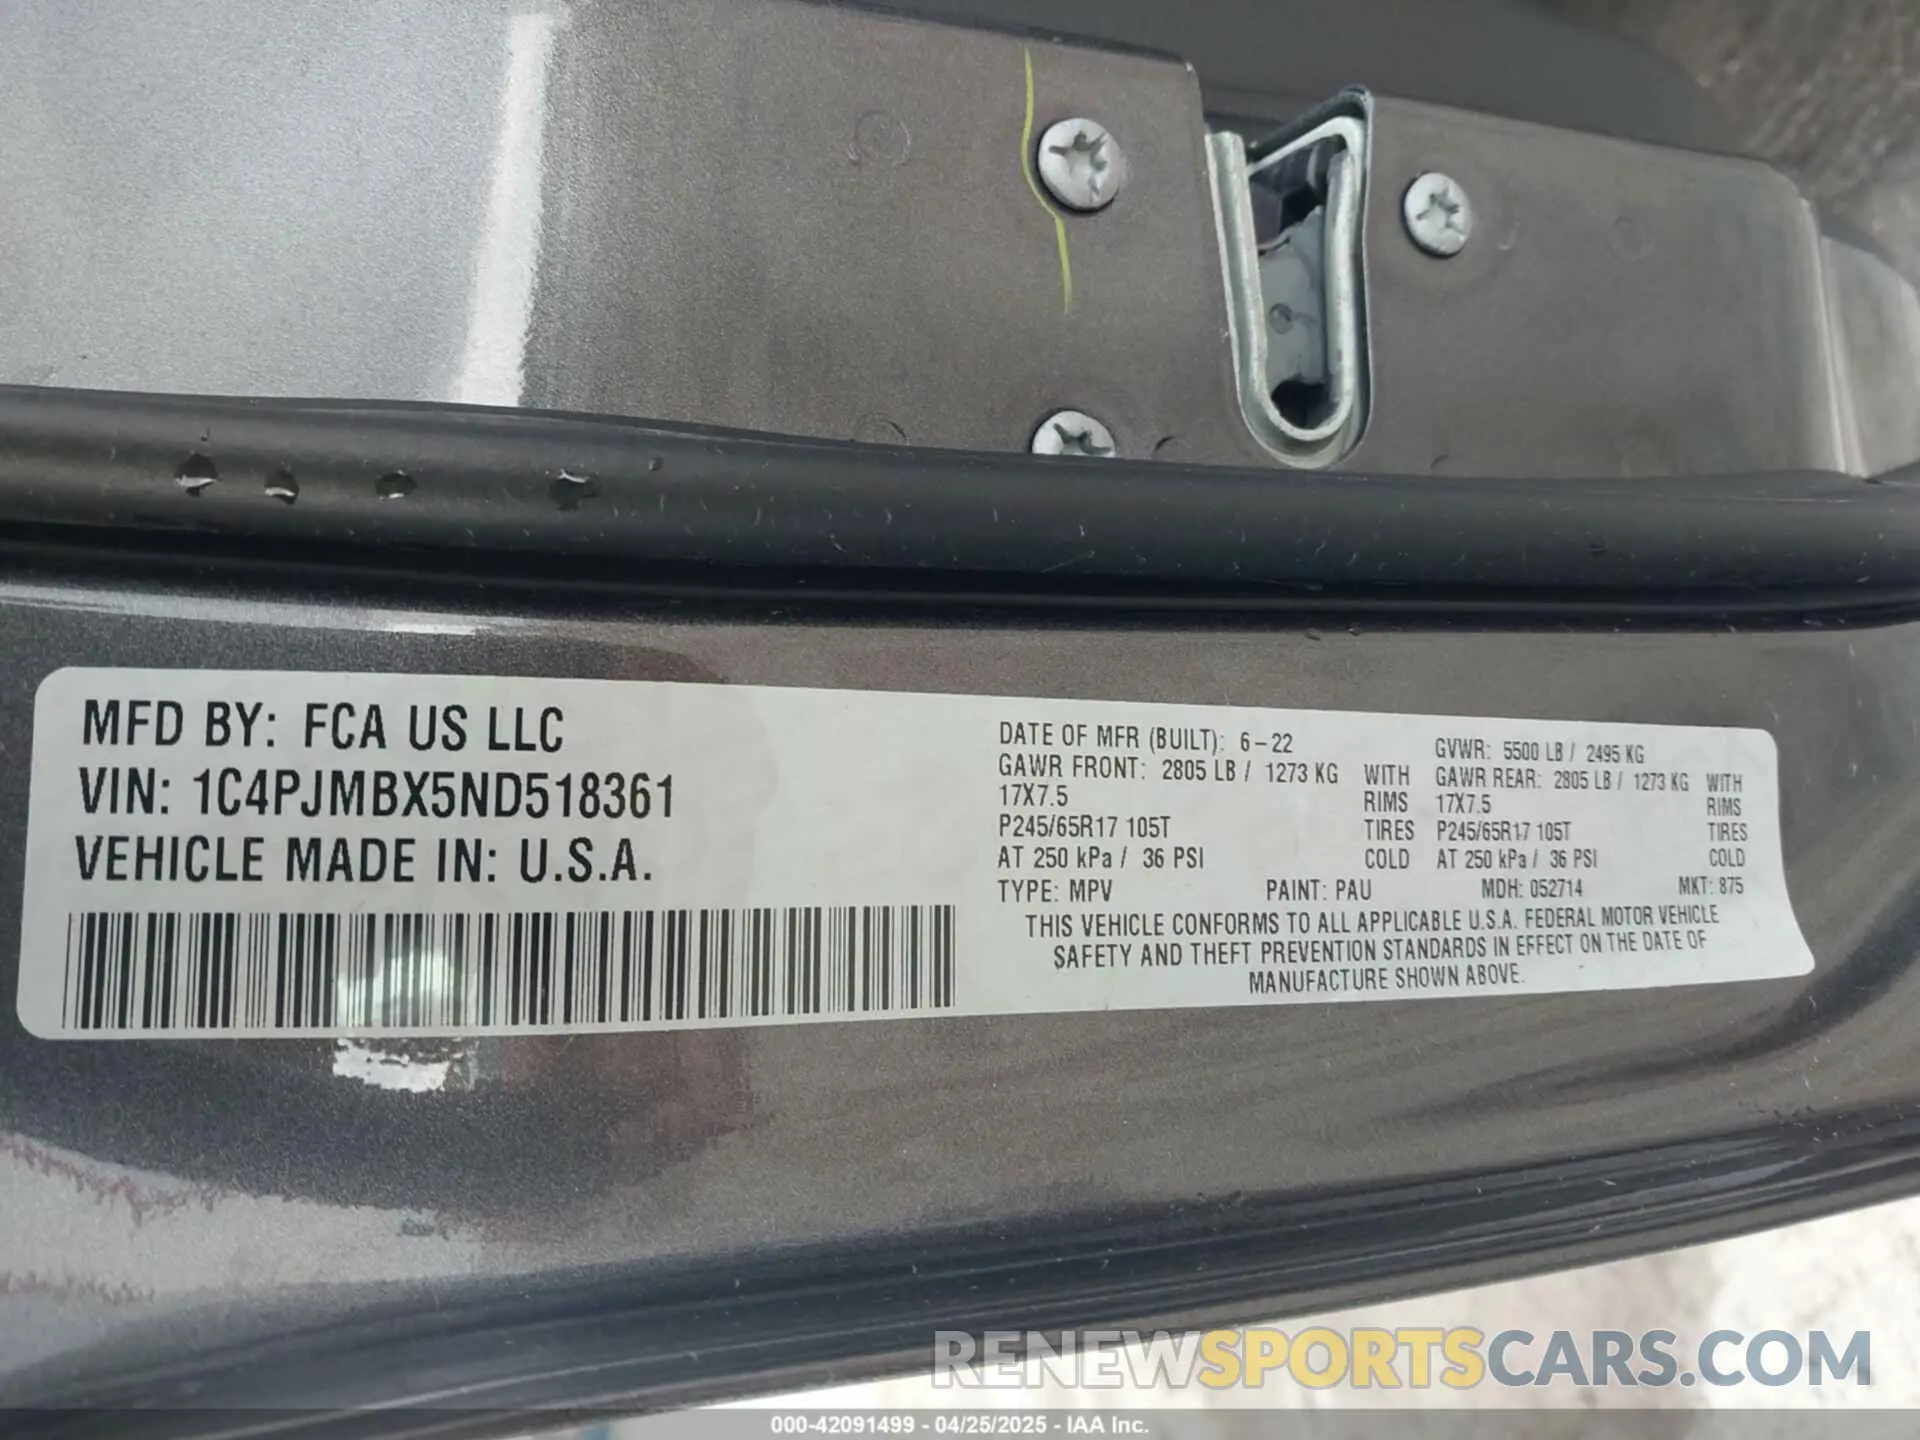 MFD BY: FCA US LLC
VIN: 1C4PJMBX5ND518361
VEHICLE MADE IN: U.S.A.
DATE OF MFR (BUILT): 6-22 GVWR: 5500 LB / 2495 KG
GAWR FRONT: 2805 LB / 1273 KG WITH GAWR REAR: 2805 LB / 1273 KG WITH
17X7.5 RIMS 17X7.5 RIMS
P245/65R17 105T TIRES P245/65R17 105T TIRES
AT 250 kPa / 36 PSI COLD AT 250 kPa / 36 PSI COLD
TYPE: MPV PAINT: PAU MDH: 052714 MKT: 875
THIS VEHICLE CONFORMS TO ALL APPLICABLE U.S.A. FEDERAL MOTOR VEHICLE
SAFETY AND THEFT PREVENTION STANDARDS IN EFFECT ON THE DATE OF
MANUFACTURE SHOWN ABOVE.
RENEWSPORTSCARS.COM
000-42091499 - 04/25/2025 - IAA Inc.